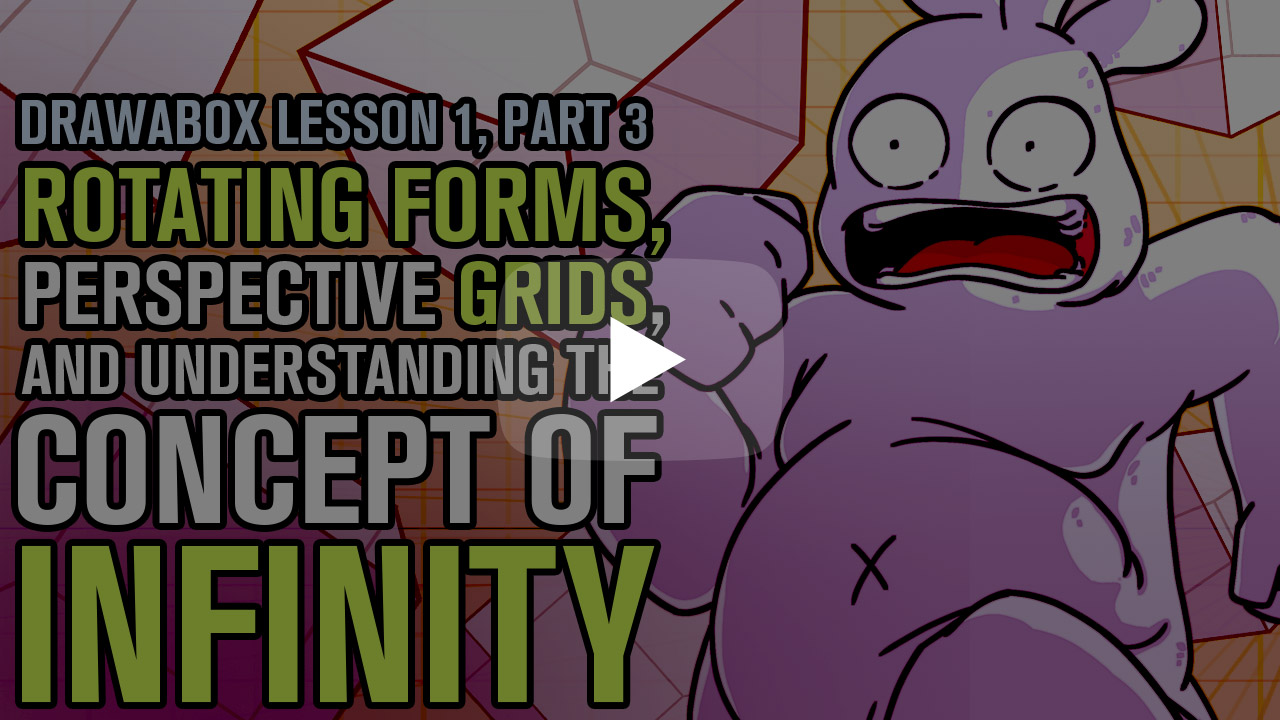 DRAWABOX LESSON 1, PART 3
ROTATING FORMS,
PERSPECTIVE GRIDS,
AND UNDERSTANDING THE
CONCEPT OF
INFINITY